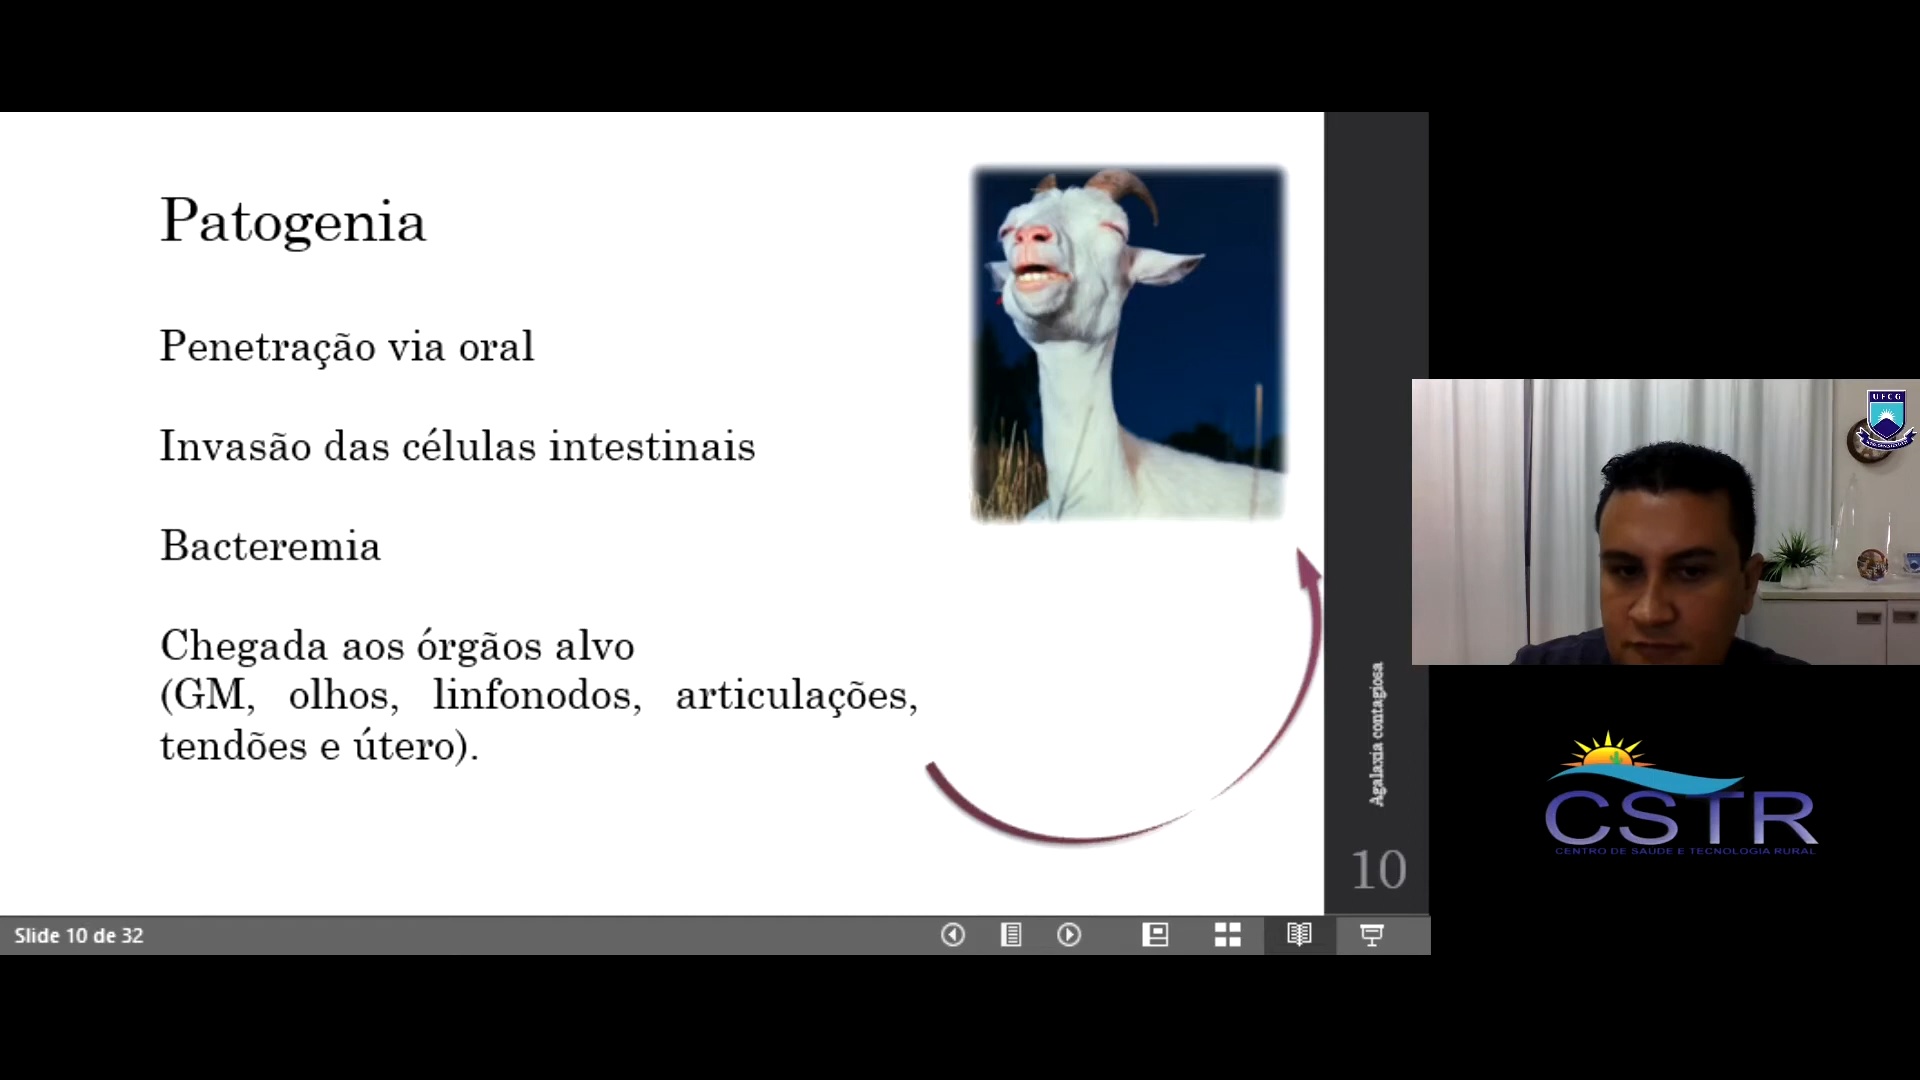 Patogenia
Penetração via oral
Invasão das células intestinais
Bacteremia
Chegada aos órgãos alvo
(GM, olhos, linfonodos, articulações,
tendões e útero).
Agalaxia contagiosa
10
Slide 10 de 32
UFCG
CSTR
CENTRO DE SAUDE E TECNOLOGIA RURAL